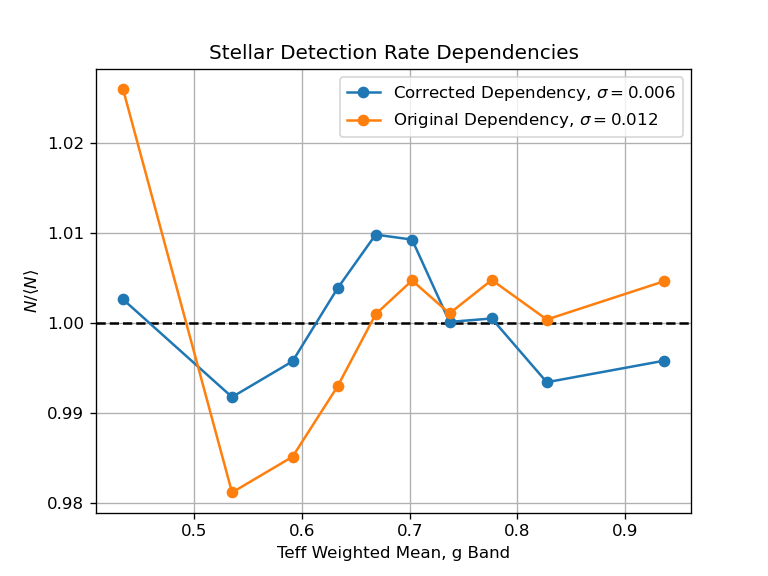 Stellar Detection Rate Dependencies
Corrected Dependency, σ = 0.006
Original Dependency, σ = 0.012
N/⟨N⟩
1.02
1.01
1.00
0.99
0.98
0.5 0.6 0.7 0.8 0.9
Teff Weighted Mean, g Band